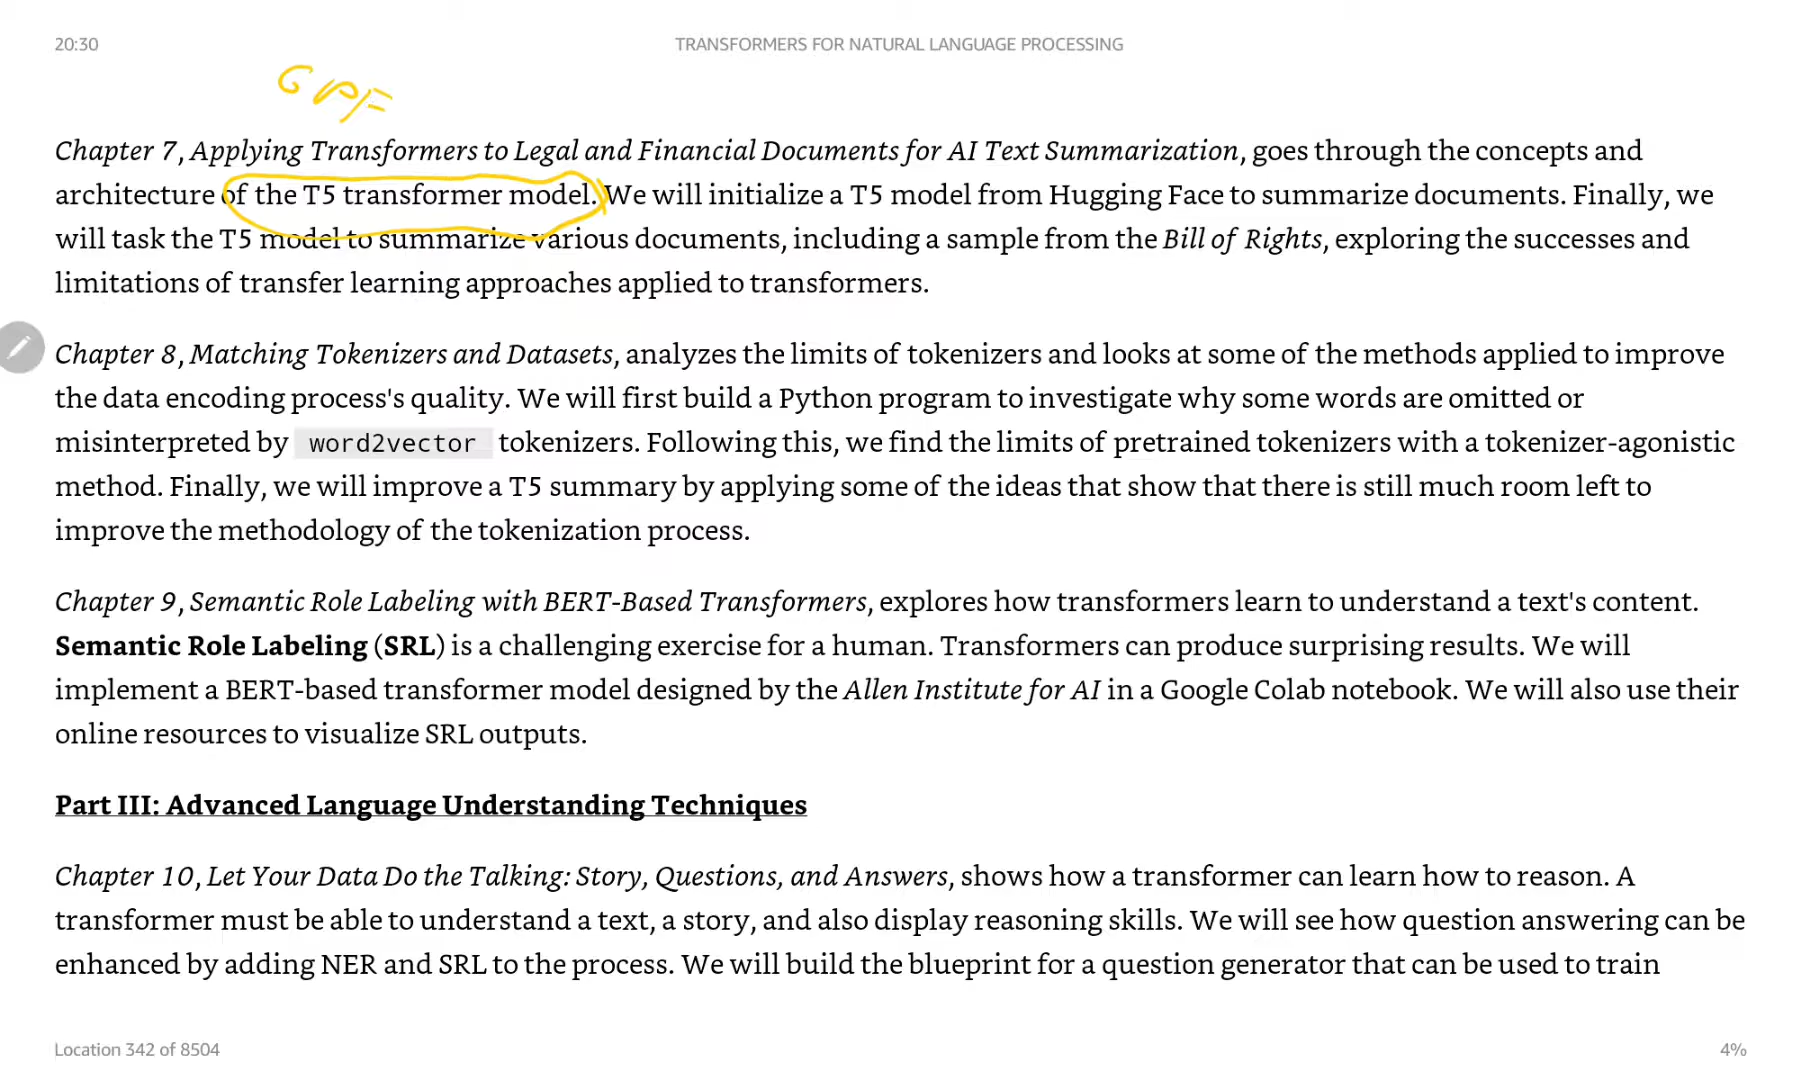 20:30
TRANSFORMERS FOR NATURAL LANGUAGE PROCESSING
Chapter 7, Applying Transformers to Legal and Financial Documents for AI Text Summarization, goes through the concepts and
architecture of the T5 transformer model. We will initialize a T5 model from Hugging Face to summarize documents. Finally, we
will task the T5 model to summarize various documents, including a sample from the Bill of Rights, exploring the successes and
limitations of transfer learning approaches applied to transformers.
Chapter 8, Matching Tokenizers and Datasets, analyzes the limits of tokenizers and looks at some of the methods applied to improve
the data encoding process's quality. We will first build a Python program to investigate why some words are omitted or
misinterpreted by word2vector tokenizers. Following this, we find the limits of pretrained tokenizers with a tokenizer-agonistic
method. Finally, we will improve a T5 summary by applying some of the ideas that show that there is still much room left to
improve the methodology of the tokenization process.
Chapter 9, Semantic Role Labeling with BERT-Based Transformers, explores how transformers learn to understand a text's content.
Semantic Role Labeling (SRL) is a challenging exercise for a human. Transformers can produce surprising results. We will
implement a BERT-based transformer model designed by the Allen Institute for AI in a Google Colab notebook. We will also use their
online resources to visualize SRL outputs.
Part III: Advanced Language Understanding Techniques
Chapter 10, Let Your Data Do the Talking: Story, Questions, and Answers, shows how a transformer can learn how to reason. A
transformer must be able to understand a text, a story, and also display reasoning skills. We will see how question answering can be
enhanced by adding NER and SRL to the process. We will build the blueprint for a question generator that can be used to train
Location 342 of 8504
4%